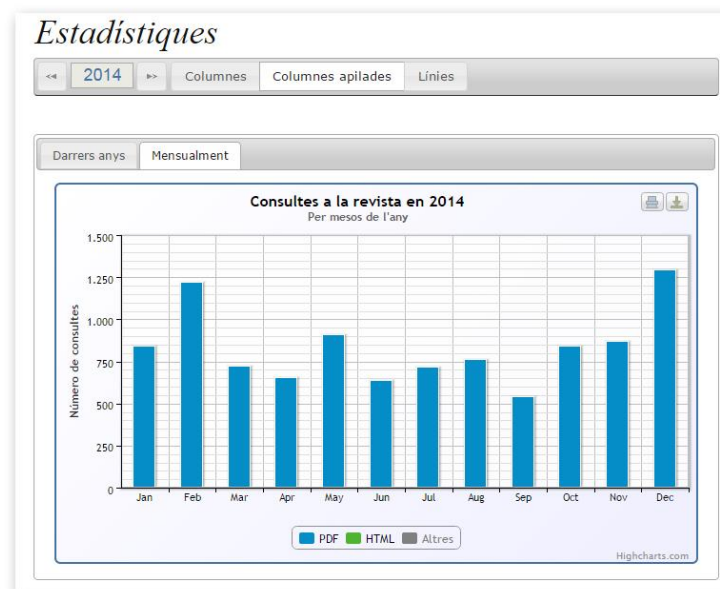 Estadístiques
2014 Columnes Columnes apilades Línies
Darrers anys Mensualment
Consultes a la revista en 2014
Per mesos de l'any
Número de consultes
1.500
1.250
1.000
750
500
250
0
Jan Feb Mar Apr May Jun Jul Aug Sep Oct Nov Dec
PDF HTML Altres
Highcharts.com